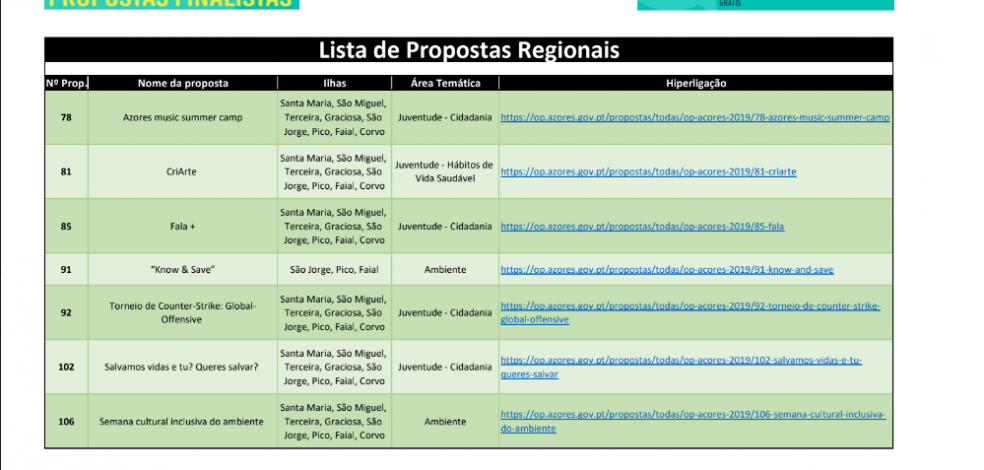 PROPOSTAS FINALISTAS
GRÁTIS
Lista de Propostas Regionais
Nº Prop. Nome da proposta Ilhas Área Temática Hiperligação
78 Azores music summer camp Santa Maria, São Miguel, Terceira, Graciosa, São Jorge, Pico, Faial, Corvo Juventude - Cidadania https://op.azores.gov.pt/propostas/todas/op-acores-2019/78-azores-music-summer-camp
81 CriArte Santa Maria, São Miguel, Terceira, Graciosa, São Jorge, Pico, Faial, Corvo Juventude - Hábitos de Vida Saudável https://op.azores.gov.pt/propostas/todas/op-acores-2019/81-criarte
85 Fala + Santa Maria, São Miguel, Terceira, Graciosa, São Jorge, Pico, Faial, Corvo Juventude - Cidadania https://op.azores.gov.pt/propostas/todas/op-acores-2019/85-fala
91 “Know & Save” São Jorge, Pico, Faial Ambiente https://op.azores.gov.pt/propostas/todas/op-acores-2019/91-know-and-save
92 Torneio de Counter-Strike: Global-Offensive Santa Maria, São Miguel, Terceira, Graciosa, São Jorge, Pico, Faial, Corvo Juventude - Cidadania https://op.azores.gov.pt/propostas/todas/op-acores-2019/92-torneio-de-counter-strike-global-offensive
102 Salvamos vidas e tu? Queres salvar? Santa Maria, São Miguel, Terceira, Graciosa, São Jorge, Pico, Faial, Corvo Juventude - Cidadania https://op.azores.gov.pt/propostas/todas/op-acores-2019/102-salvamos-vidas-e-tu-queres-salvar
106 Semana cultural inclusiva do ambiente Santa Maria, São Miguel, Terceira, Graciosa, São Jorge, Pico, Faial, Corvo Ambiente https://op.azores.gov.pt/propostas/todas/op-acores-2019/106-semana-cultural-inclusiva-do-ambiente